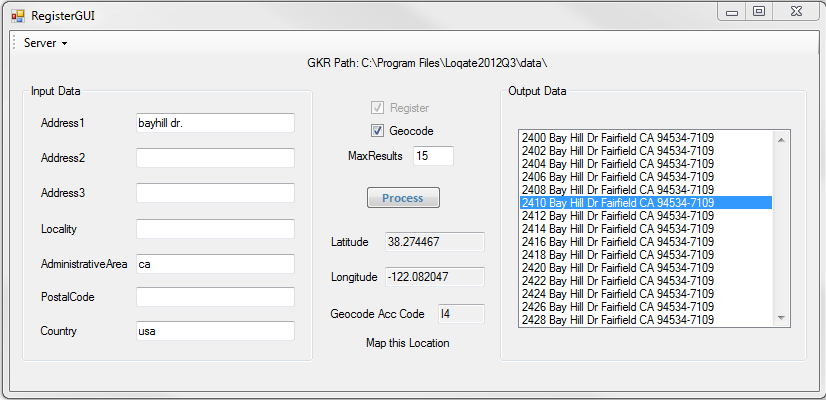 RegisterGUI
Server
GKR Path: C:\Program Files\Loqate2012Q3\data\
Input Data
Address1 bayhill dr.
Address2
Address3
Locality
AdministrativeArea ca
PostalCode
Country usa
Register
Geocode
MaxResults 15
Process
Latitude 38.274467
Longitude -122.082047
Geocode Acc Code I4
Map this Location
Output Data
2400 Bay Hill Dr Fairfield CA 94534-7109
2402 Bay Hill Dr Fairfield CA 94534-7109
2404 Bay Hill Dr Fairfield CA 94534-7109
2406 Bay Hill Dr Fairfield CA 94534-7109
2408 Bay Hill Dr Fairfield CA 94534-7109
2410 Bay Hill Dr Fairfield CA 94534-7109
2412 Bay Hill Dr Fairfield CA 94534-7109
2414 Bay Hill Dr Fairfield CA 94534-7109
2416 Bay Hill Dr Fairfield CA 94534-7109
2418 Bay Hill Dr Fairfield CA 94534-7109
2420 Bay Hill Dr Fairfield CA 94534-7109
2422 Bay Hill Dr Fairfield CA 94534-7109
2424 Bay Hill Dr Fairfield CA 94534-7109
2426 Bay Hill Dr Fairfield CA 94534-7109
2428 Bay Hill Dr Fairfield CA 94534-7109